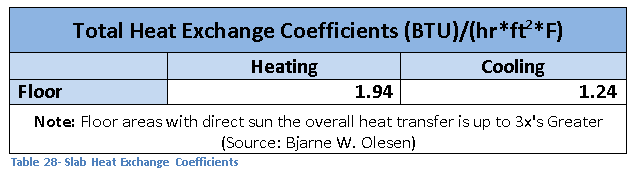 Total Heat Exchange Coefficients (BTU)/(hr*ft²*F)
Heating Cooling
Floor 1.94 1.24
Note: Floor areas with direct sun the overall heat transfer is up to 3x's Greater
(Source: Bjarne W. Olesen)
Table 28- Slab Heat Exchange Coefficients